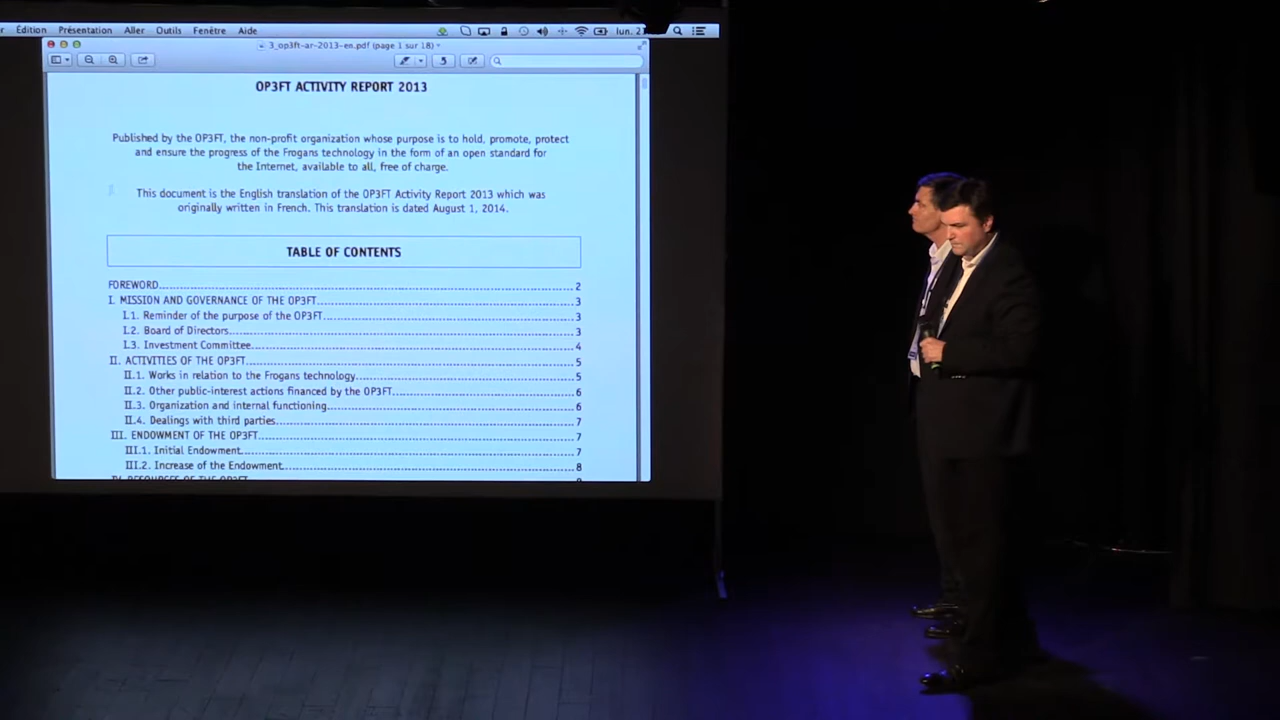 Édition Présentation Aller Outils Fenêtre Aide lun. 2
3_op3ft-ar-2013-en.pdf (page 1 sur 18)
OP3FT ACTIVITY REPORT 2013
Published by the OP3FT, the non-profit organization whose purpose is to hold, promote, protect
and ensure the progress of the Frogans technology in the form of an open standard for
the Internet, available to all, free of charge.
This document is the English translation of the OP3FT Activity Report 2013 which was
originally written in French. This translation is dated August 1, 2014.
TABLE OF CONTENTS
FOREWORD 2
I. MISSION AND GOVERNANCE OF THE OP3FT 3
I.1. Reminder of the purpose of the OP3FT 3
I.2. Board of Directors 3
I.3. Investment Committee 4
II. ACTIVITIES OF THE OP3FT 5
II.1. Works in relation to the Frogans technology 5
II.2. Other public-interest actions financed by the OP3FT 6
II.3. Organization and internal functioning 6
II.4. Dealings with third parties 7
III. ENDOWMENT OF THE OP3FT 7
III.1. Initial Endowment 7
III.2. Increase of the Endowment 8